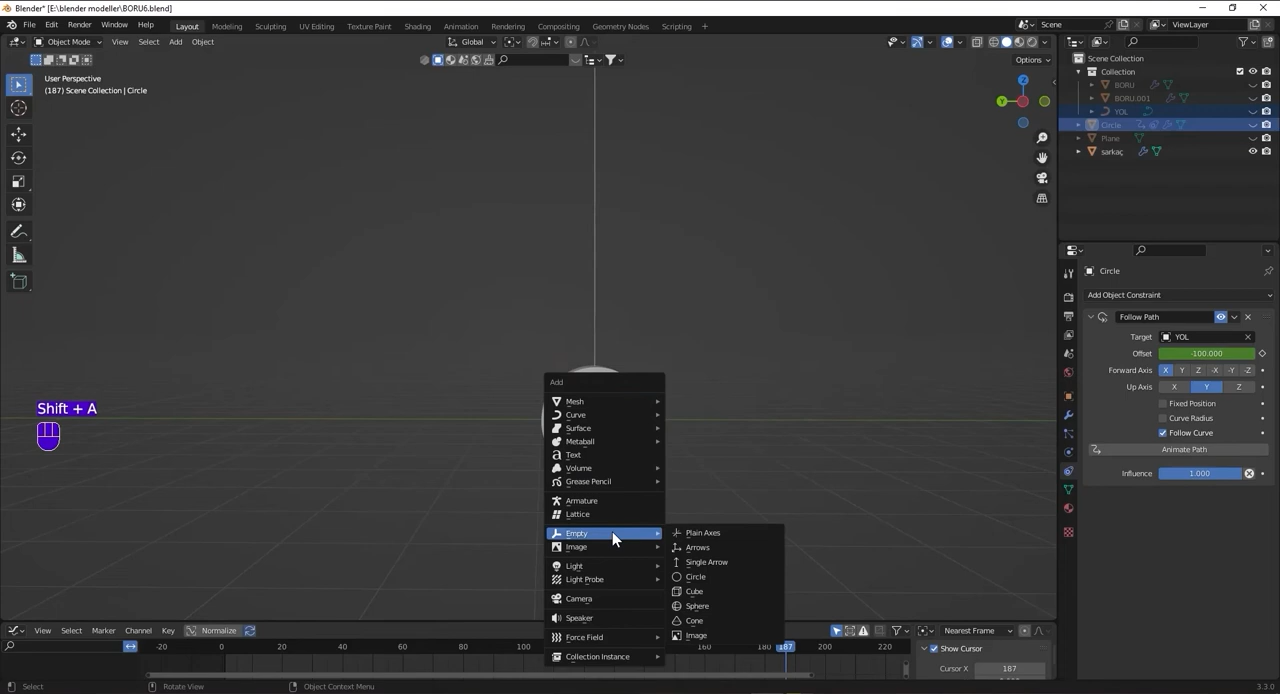 Blender* [E:\blender modeller\BORU6.blend]
File Edit Render Window Help Layout Modeling Sculpting UV Editing Texture Paint Shading Animation Rendering Compositing Geometry Nodes Scripting + Scene ViewLayer
Object Mode View Select Add Object Global
Options
User Perspective
(187) Scene Collection | Circle
Z
Y
Scene Collection
Collection
BORU
BORU.001
YOL
Circle
Plane
sarkaç
Circle
Add Object Constraint
Follow Path
Target YOL
Offset -100.000
Forward Axis X Y Z -X -Y -Z
Up Axis X Y Z
Fixed Position
Curve Radius
Follow Curve
Animate Path
Influence 1.000
Shift + A
Add
Mesh
Curve
Surface
Metaball
Text
Volume
Grease Pencil
Armature
Lattice
Empty
Image
Light
Light Probe
Camera
Speaker
Force Field
Collection Instance
Plain Axes
Arrows
Single Arrow
Circle
Cube
Sphere
Cone
Image
View Select Marker Channel Key Normalize Nearest Frame
-20 0 20 40 60 80 100 160 180 187 200 220
Show Cursor
Cursor X 187
Select Rotate View Object Context Menu 3.3.0